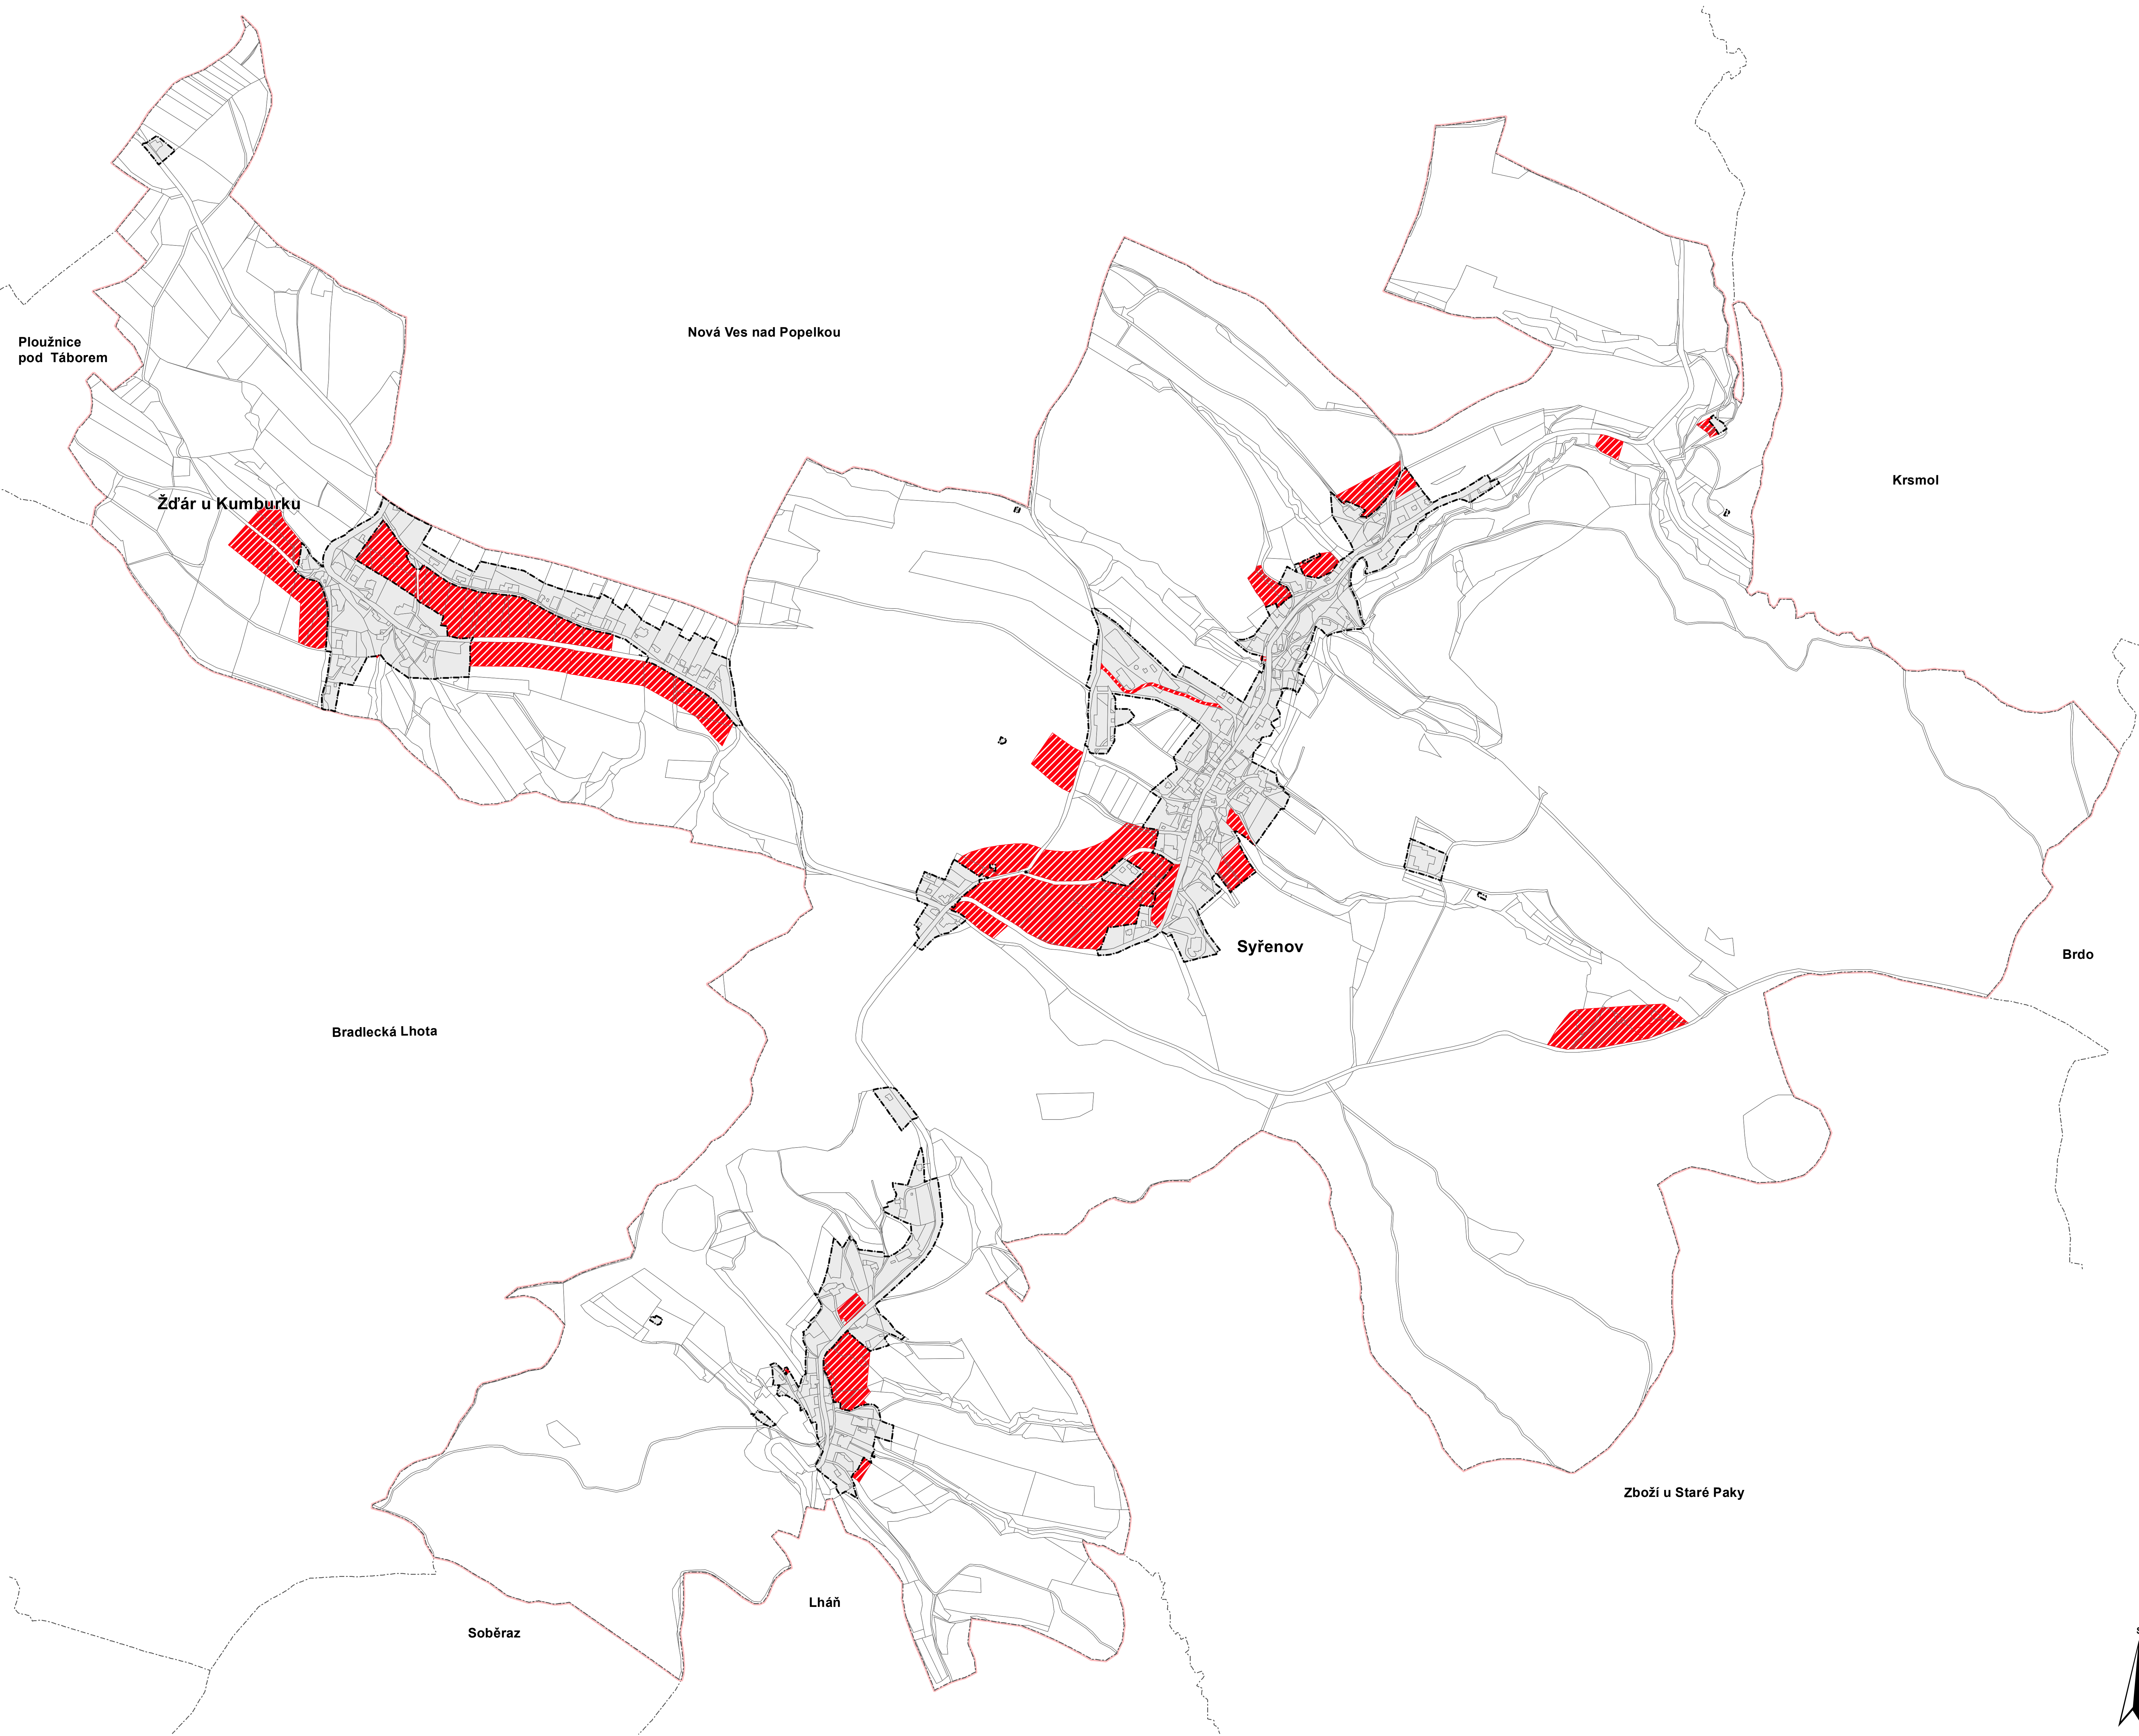 Nová Ves nad Popelkou
Ploužnice
pod Táborem
Krsmol
Žďár u Kumburku
Syřenov
Brdo
Bradlecká Lhota
Zboží u Staré Paky
Lháň
Soběraz